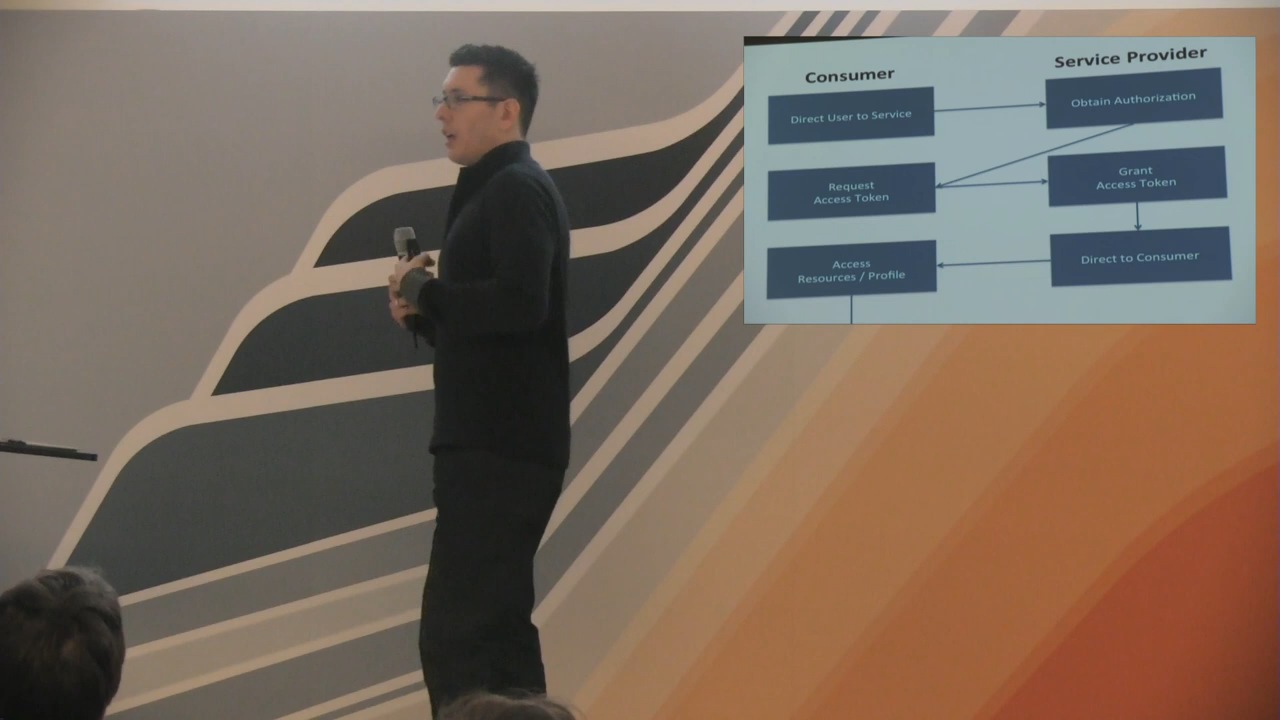 Consumer
Service Provider
Direct User to Service
Obtain Authorization
Request
Access Token
Grant
Access Token
Access
Resources / Profile
Direct to Consumer